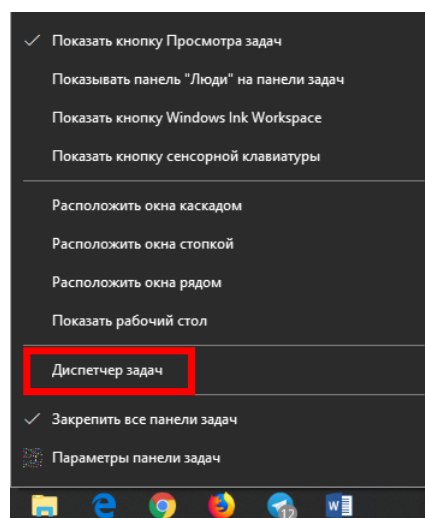 Показать кнопку Просмотра задач
Показывать панель "Люди" на панели задач
Показать кнопку Windows Ink Workspace
Показать кнопку сенсорной клавиатуры
Расположить окна каскадом
Расположить окна стопкой
Расположить окна рядом
Показать рабочий стол
Диспетчер задач
Закрепить все панели задач
Параметры панели задач
12